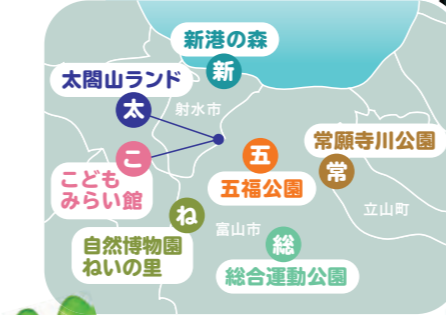 新港の森
新
太閤山ランド
太
射水市
こ
こども
みらい館
五
五福公園
常願寺川公園
常
立山町
ね
自然博物園
ねいの里
富山市
総
総合運動公園